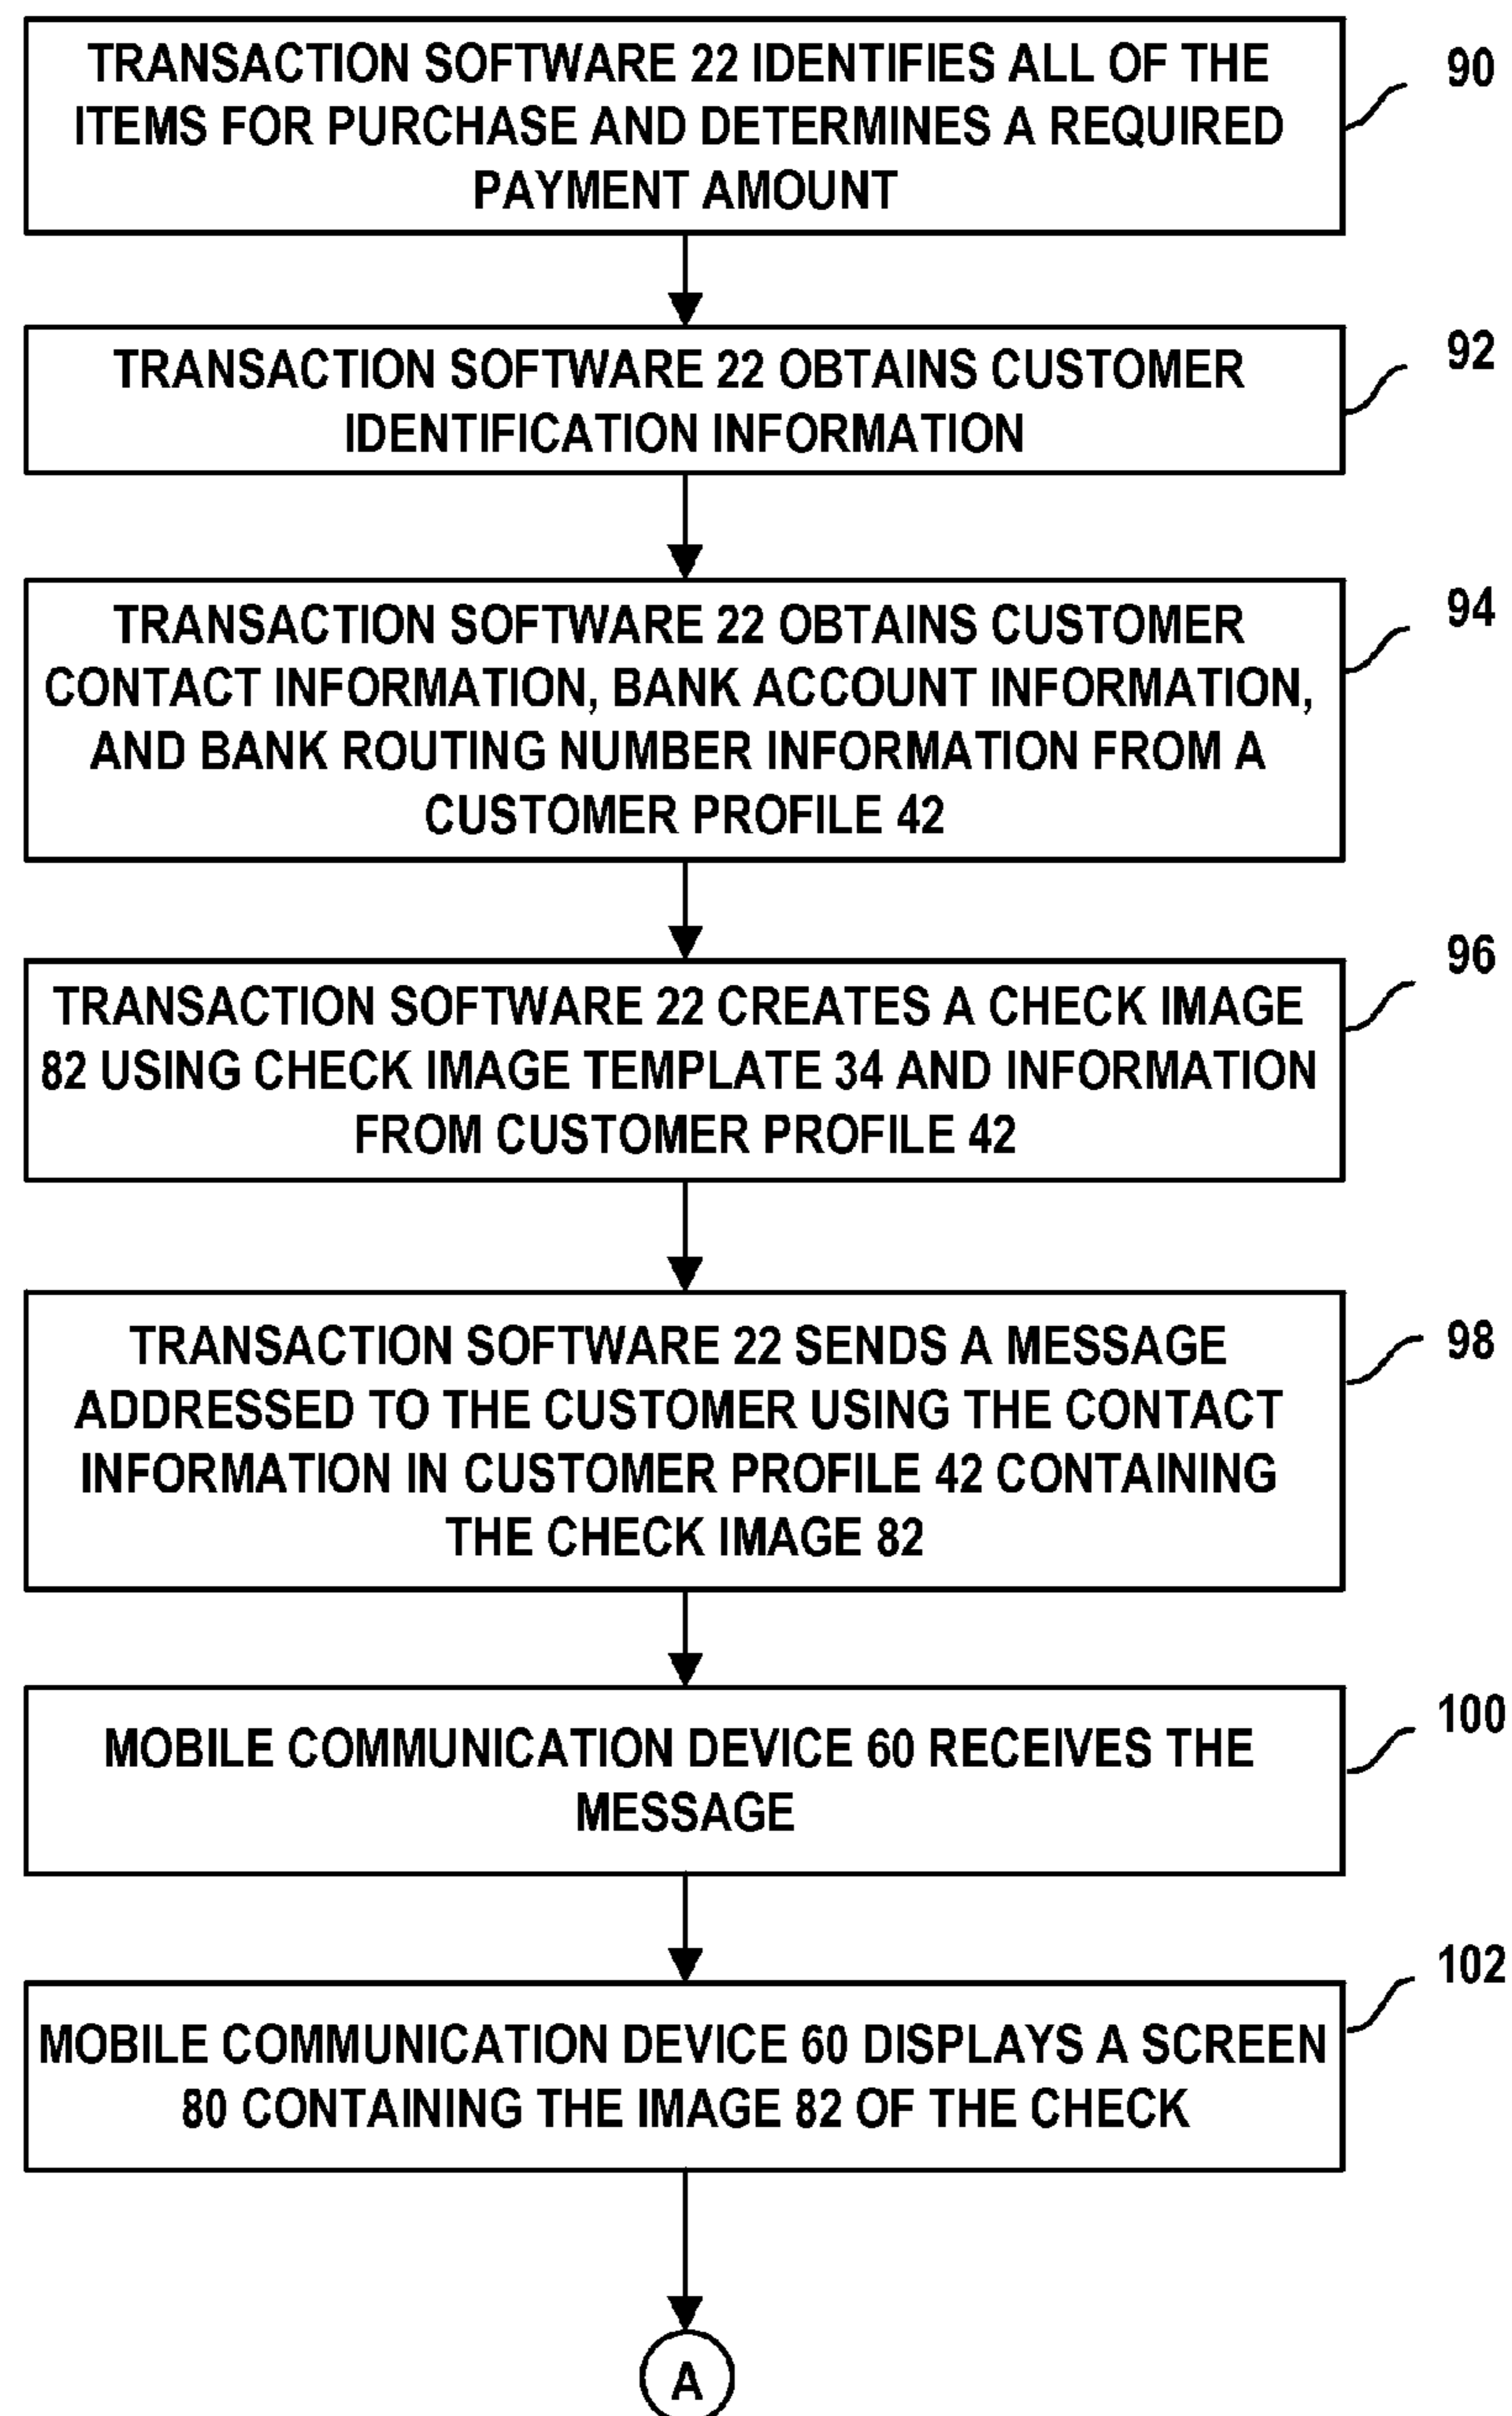 TRANSACTION SOFTWARE 22 IDENTIFIES ALL OF THE
ITEMS FOR PURCHASE AND DETERMINES A REQUIRED
PAYMENT AMOUNT
90
TRANSACTION SOFTWARE 22 OBTAINS CUSTOMER
IDENTIFICATION INFORMATION
92
TRANSACTION SOFTWARE 22 OBTAINS CUSTOMER
CONTACT INFORMATION, BANK ACCOUNT INFORMATION,
AND BANK ROUTING NUMBER INFORMATION FROM A
CUSTOMER PROFILE 42
94
TRANSACTION SOFTWARE 22 CREATES A CHECK IMAGE
82 USING CHECK IMAGE TEMPLATE 34 AND INFORMATION
FROM CUSTOMER PROFILE 42
96
TRANSACTION SOFTWARE 22 SENDS A MESSAGE
ADDRESSED TO THE CUSTOMER USING THE CONTACT
INFORMATION IN CUSTOMER PROFILE 42 CONTAINING
THE CHECK IMAGE 82
98
MOBILE COMMUNICATION DEVICE 60 RECEIVES THE
MESSAGE
100
MOBILE COMMUNICATION DEVICE 60 DISPLAYS A SCREEN
80 CONTAINING THE IMAGE 82 OF THE CHECK
102
A